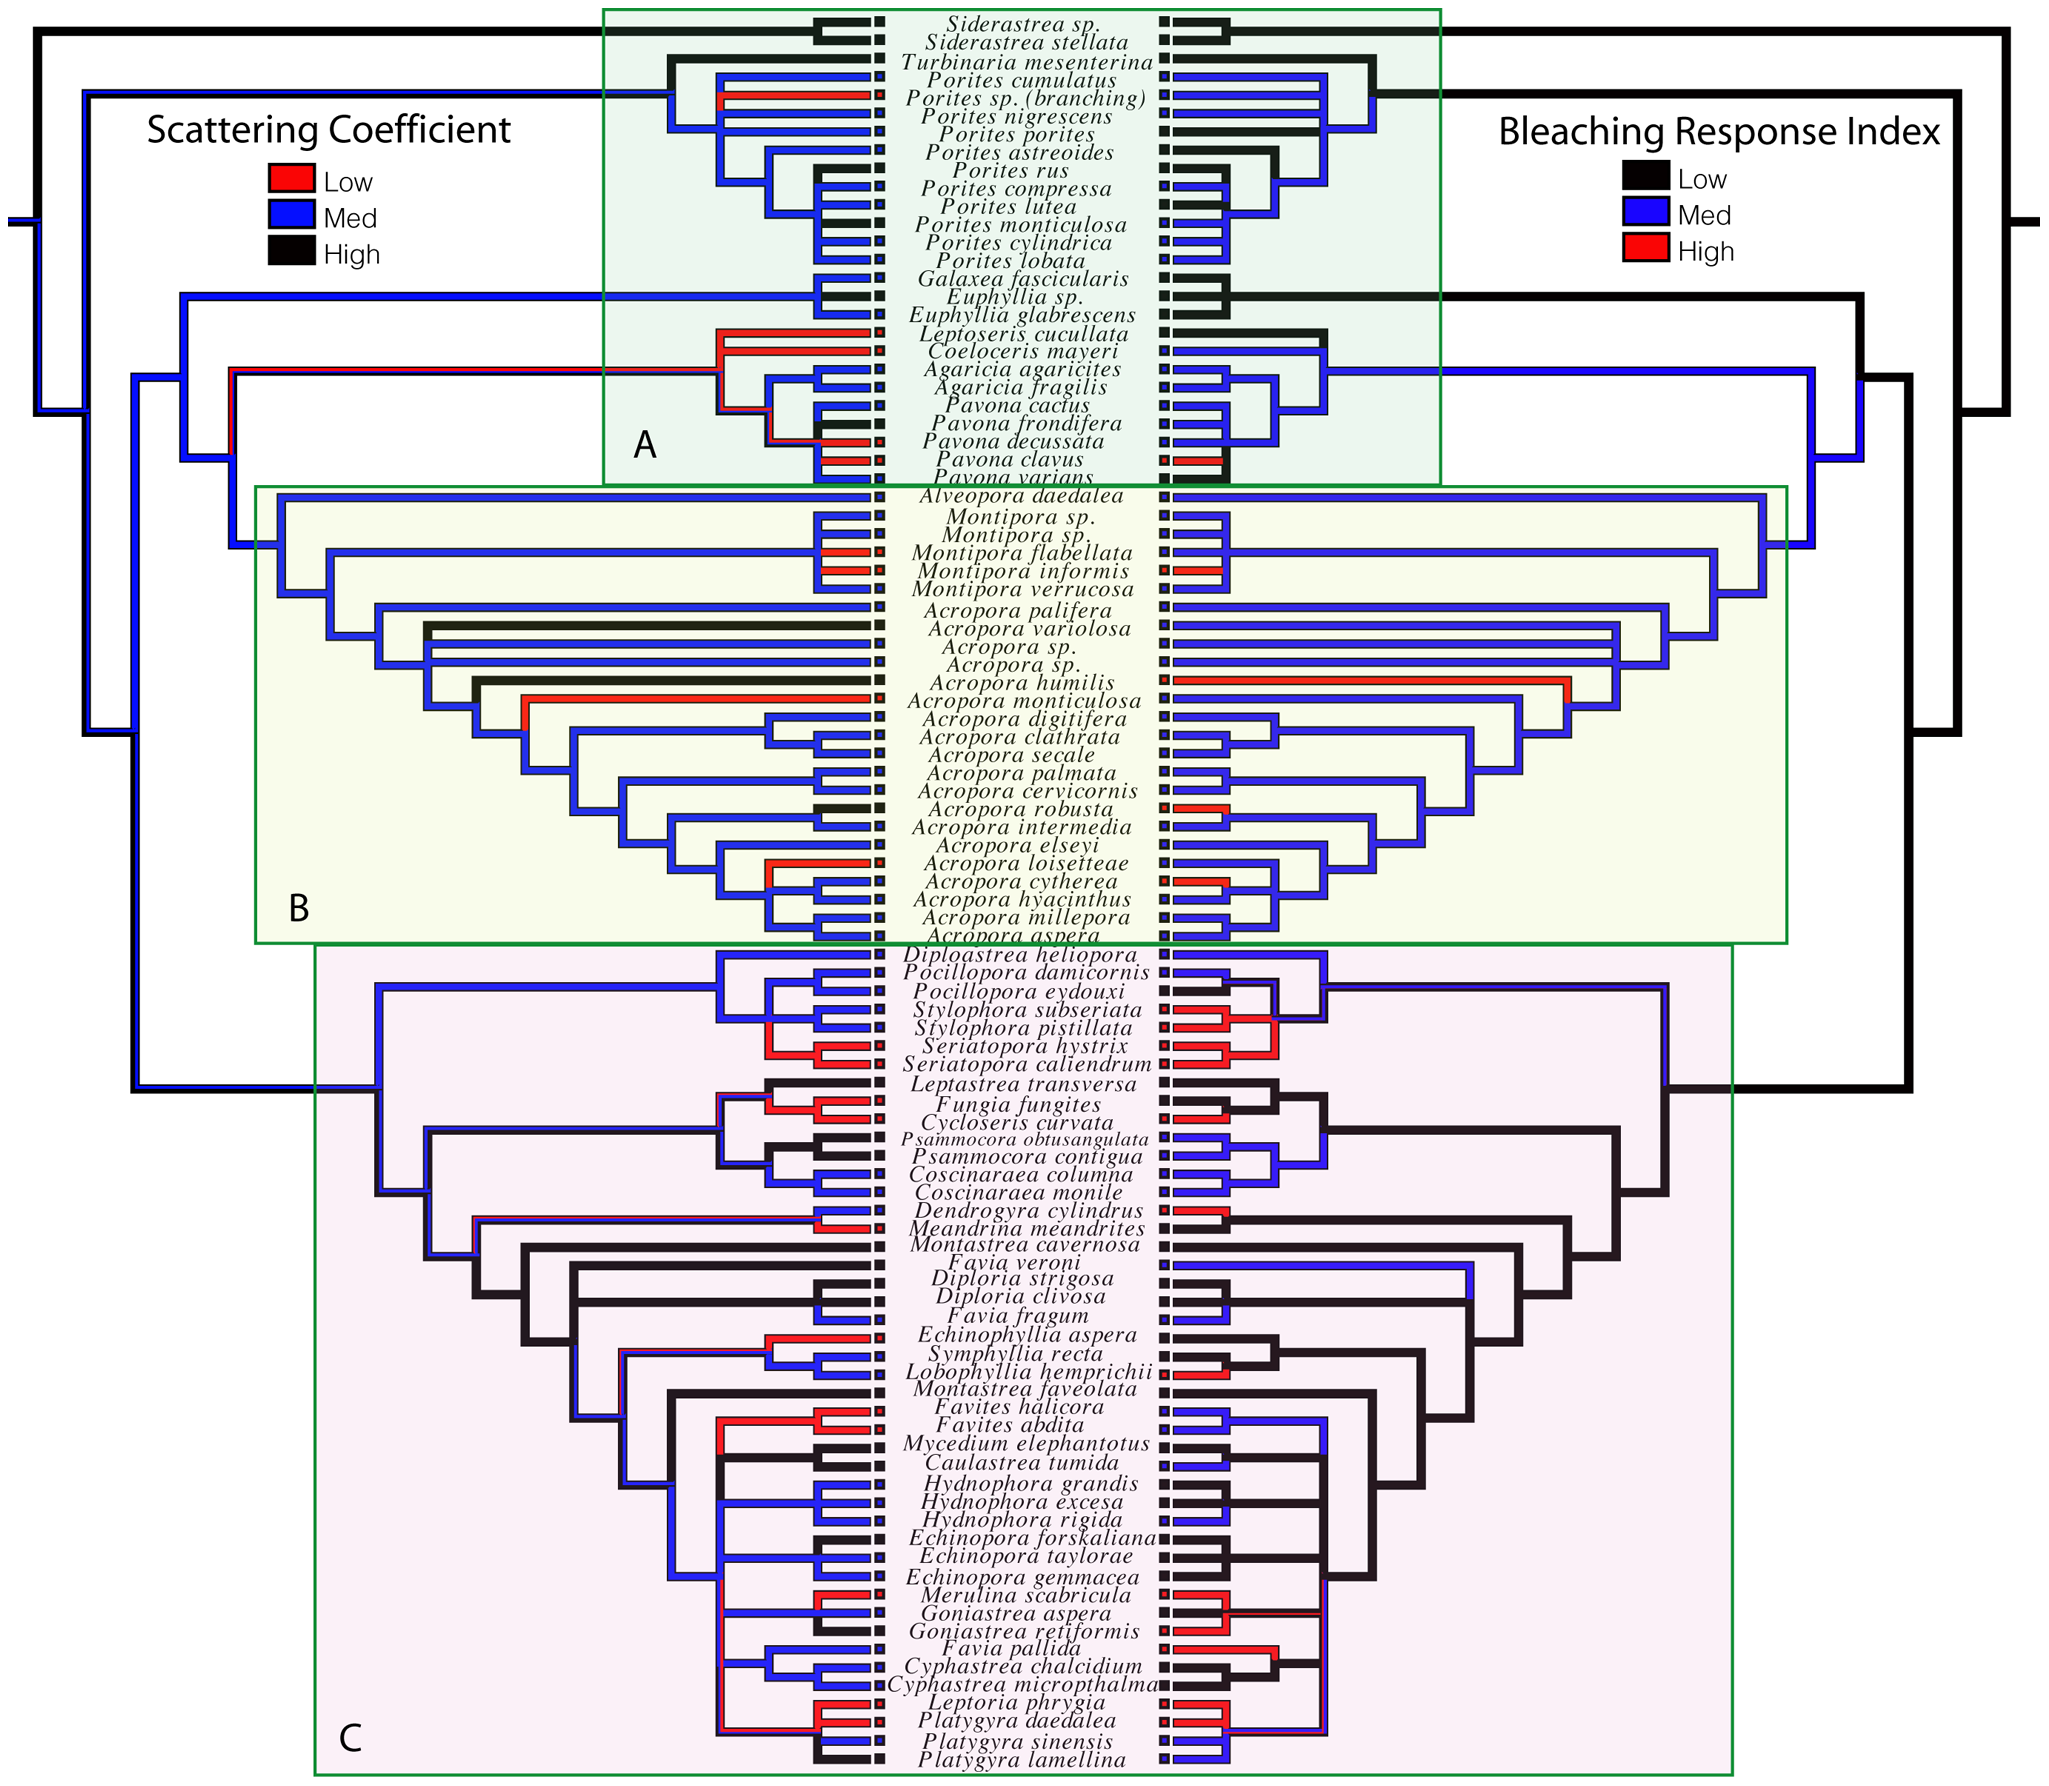 Scattering Coefficient
Low
Med
High
Bleaching Response Index
Low
Med
High
Siderastrea sp.
Siderastrea stellata
Turbinaria mesenterina
Porites cumulatus
Porites sp. (branching)
Porites nigrescens
Porites porites
Porites astreoides
Porites rus
Porites compressa
Porites lutea
Porites monticulosa
Porites cylindrica
Porites lobata
Galaxea fascicularis
Euphyllia sp.
Euphyllia glabrescens
Leptoseris cucullata
Coeloceris mayeri
Agaricia agaricites
Agaricia fragilis
Pavona cactus
Pavona frondifera
Pavona decussata
Pavona clavus
Pavona varians
A
Alveopora daedalea
Montipora sp.
Montipora sp.
Montipora flabellata
Montipora informis
Montipora verrucosa
Acropora palifera
Acropora variolosa
Acropora sp.
Acropora sp.
Acropora humilis
Acropora monticulosa
Acropora digitifera
Acropora clathrata
Acropora secale
Acropora palmata
Acropora cervicornis
Acropora robusta
Acropora intermedia
Acropora elseyi
Acropora loisetteae
Acropora cytherea
Acropora hyacinthus
Acropora millepora
Acropora aspera
B
Diploastrea heliopora
Pocillopora damicornis
Pocillopora eydouxi
Stylophora subseriata
Stylophora pistillata
Seriatopora hystrix
Seriatopora caliendrum
Leptastrea transversa
Fungia fungites
Cycloseris curvata
Psammocora obtusangulata
Psammocora contigua
Coscinaraea columna
Coscinaraea monile
Dendrogyra cylindrus
Meandrina meandrites
Montastrea cavernosa
Favia veroni
Diploria strigosa
Diploria clivosa
Favia fragum
Echinophyllia aspera
Symphyllia recta
Lobophyllia hemprichii
Montastrea faveolata
Favites halicora
Favites abdita
Mycedium elephantotus
Caulastrea tumida
Hydnophora grandis
Hydnophora excesa
Hydnophora rigida
Echinopora forskaliana
Echinopora taylorae
Echinopora gemmacea
Merulina scabricula
Goniastrea aspera
Goniastrea retiformis
Favia pallida
Cyphastrea chalcidium
Cyphastrea micropthalma
Leptoria phrygia
Platygyra daedalea
Platygyra sinensis
Platygyra lamellina
C